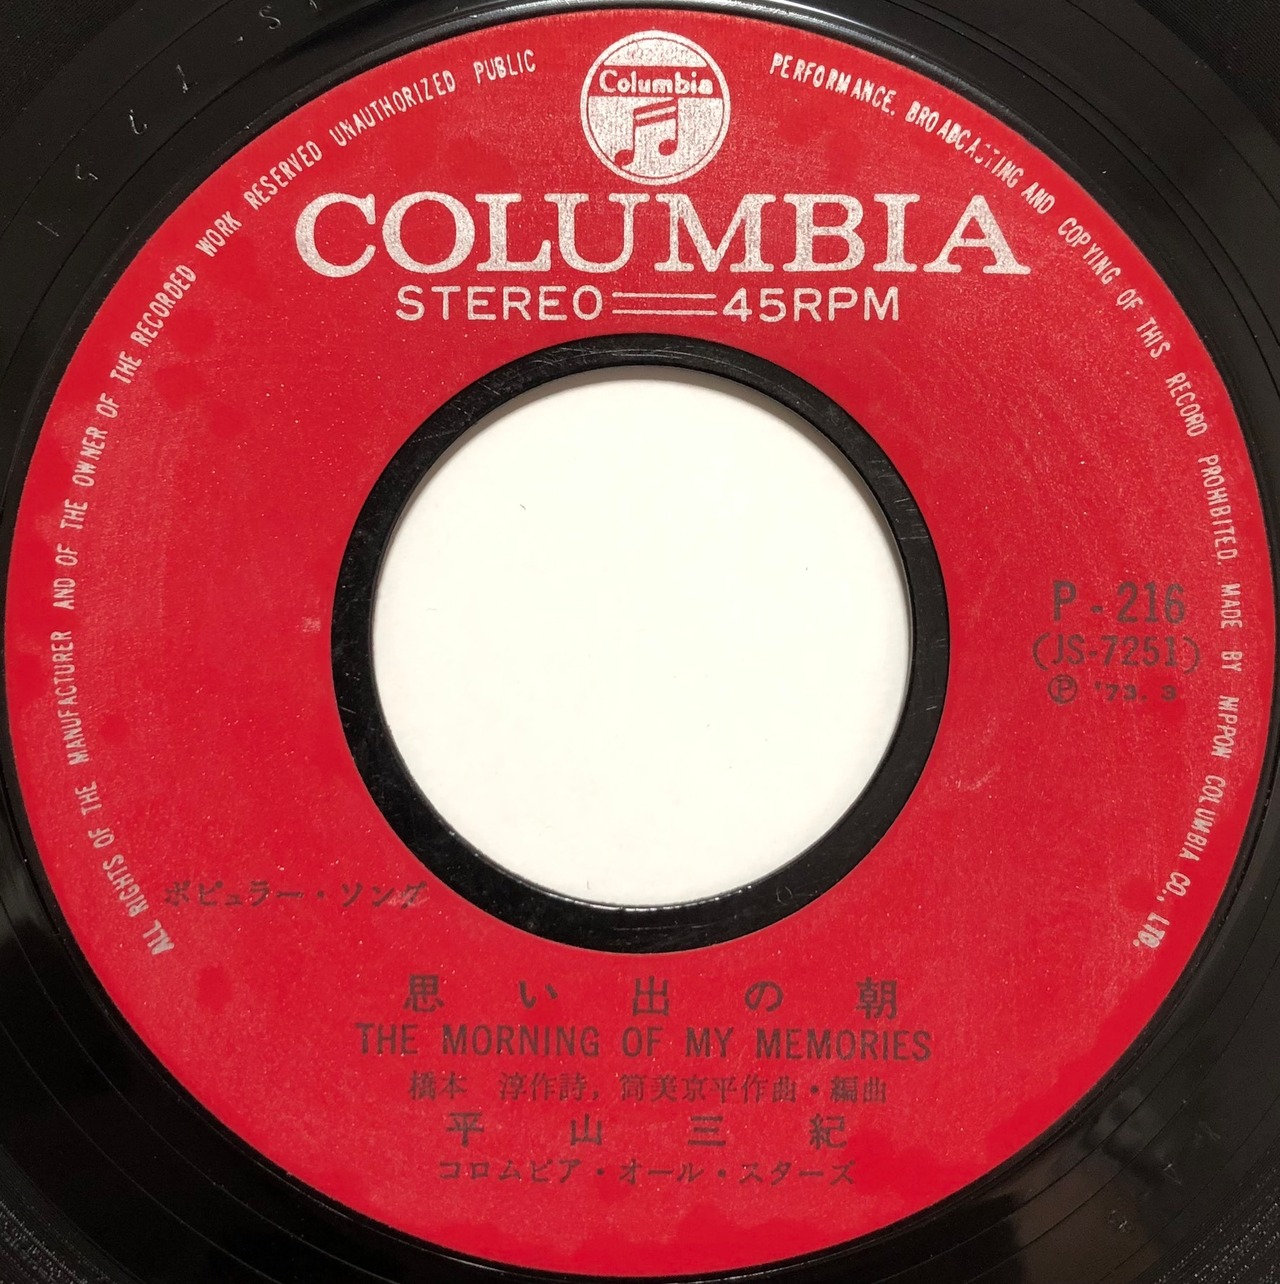 ALL RIGHTS OF THE MANUFACTURER AND OF THE OWNER OF THE RECORDED WORK RESERVED UNAUTHORIZED PUBLIC PERFORMANCE, BROADCASTING AND COPYING OF THIS RECORD PROHIBITED. MADE BY NIPPON COLUMBIA CO., LTD.
Columbia
COLUMBIA
STEREO 45RPM
P-216
(JS-7251)
Ⓟ '73. 3
ポピュラー・ソング
思い出の朝
THE MORNING OF MY MEMORIES
橋本 淳作詩, 筒美京平作曲・編曲
平山三紀
コロムビア・オール・スターズ